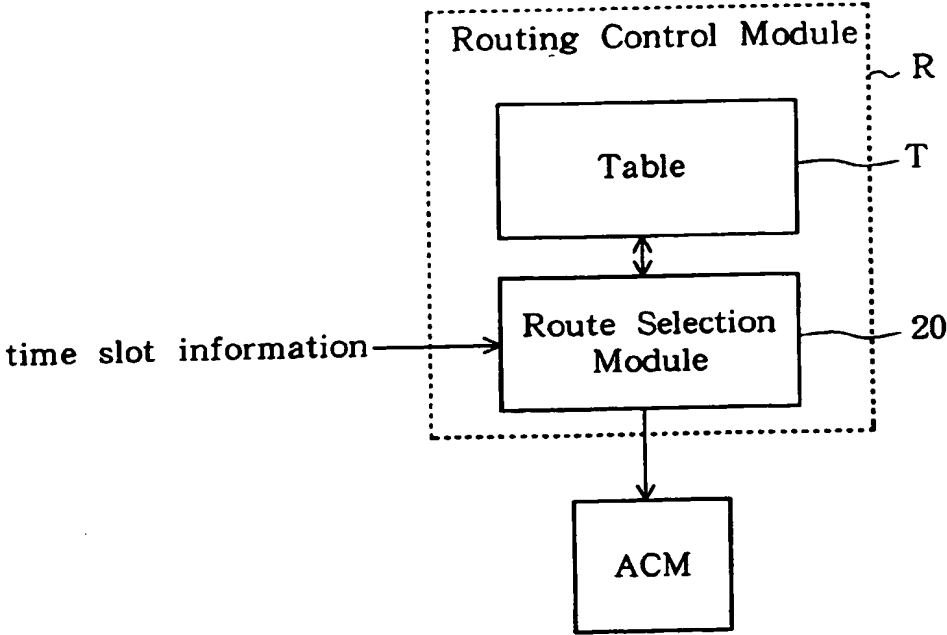 Routing Control Module
R
Table
T
Route Selection
Module
20
time slot information
ACM